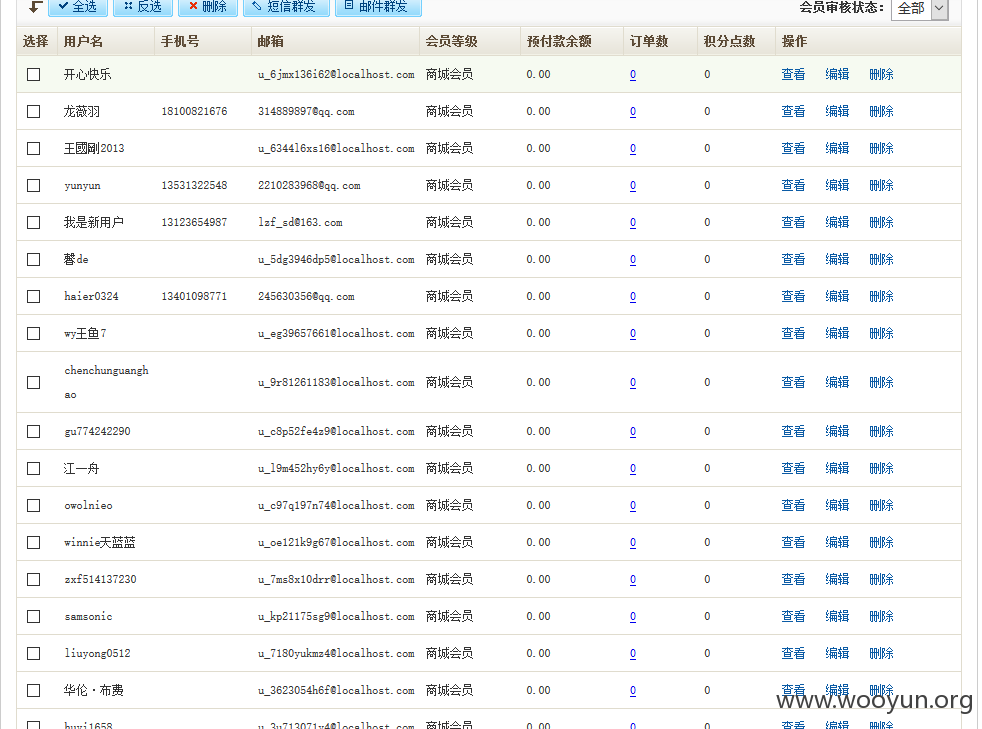 全选 反选 删除 短信群发 邮件群发 会员审核状态： 全部
选择 用户名 手机号 邮箱 会员等级 预付款余额 订单数 积分点数 操作
开心快乐 u_6jmx136i62@localhost.com 商城会员 0.00 0 0 查看 编辑 删除
龙薇羽 18100821676 314889897@qq.com 商城会员 0.00 0 0 查看 编辑 删除
王國剛2013 u_6344l6xs16@localhost.com 商城会员 0.00 0 0 查看 编辑 删除
yunyun 13531322548 2210283968@qq.com 商城会员 0.00 0 0 查看 编辑 删除
我是新用户 13123654987 lzf_sd@163.com 商城会员 0.00 0 0 查看 编辑 删除
u_5dg3946dp5@localhost.com 商城会员 0.00 0 0 查看 编辑 删除
haier0324 13401098771 245630356@qq.com 商城会员 0.00 0 0 查看 编辑 删除
wy王鱼7 u_eg39657661@localhost.com 商城会员 0.00 0 0 查看 编辑 删除
chenchunguangh
ao u_9r81261183@localhost.com 商城会员 0.00 0 0 查看 编辑 删除
gu774242290 u_c8p52fe4z9@localhost.com 商城会员 0.00 0 0 查看 编辑 删除
江一舟 u_l9m452hy6y@localhost.com 商城会员 0.00 0 0 查看 编辑 删除
owolnieo u_c97q197n74@localhost.com 商城会员 0.00 0 0 查看 编辑 删除
winnie天蓝蓝 u_oe121k9g67@localhost.com 商城会员 0.00 0 0 查看 编辑 删除
zxf514137230 u_7ms8x10drr@localhost.com 商城会员 0.00 0 0 查看 编辑 删除
samsonic u_kp21175sg9@localhost.com 商城会员 0.00 0 0 查看 编辑 删除
liuyong0512 u_7180yukmz4@localhost.com 商城会员 0.00 0 0 查看 编辑 删除
华伦·布费 u_3623054h6f@localhost.com 商城会员 0.00 0 0 查看 编辑 删除
www.wooyun.org
huyi1658 u_3u713071y4@localhost.com 商城会员 0.00 0 0 查看 编辑 删除